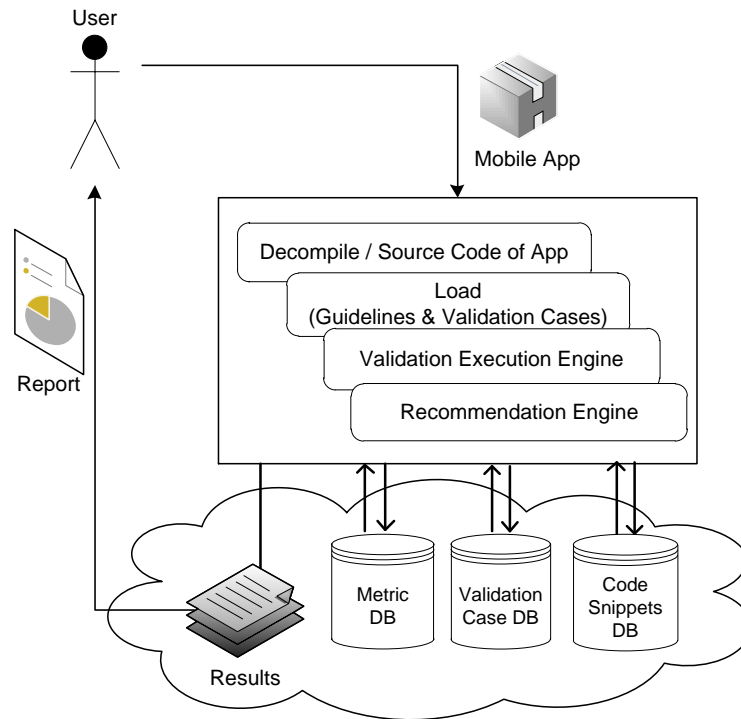 User
Mobile App
Decompile / Source Code of App
Load
(Guidelines & Validation Cases)
Validation Execution Engine
Recommendation Engine
Report
Metric
DB
Validation
Case DB
Code
Snippets
DB
Results